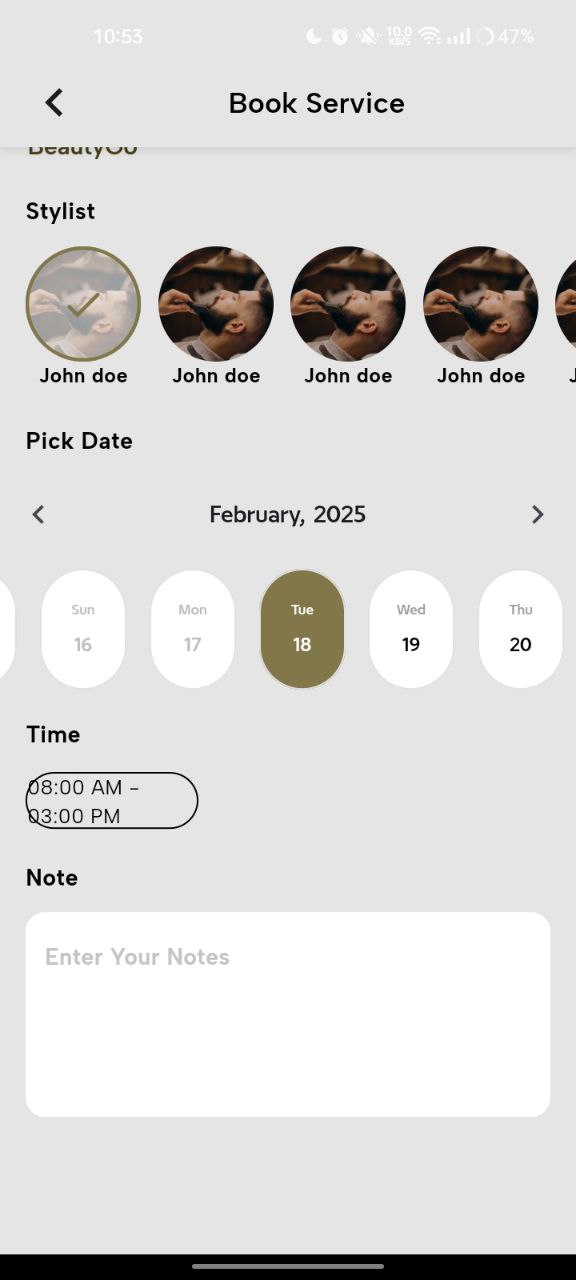 10:53
10.0 KB/S
47%
Book Service
BeautyGo
Stylist
John doe John doe John doe John doe J
Pick Date
February, 2025
Sun Mon Tue Wed Thu
16 17 18 19 20
Time
08:00 AM -
03:00 PM
Note
Enter Your Notes